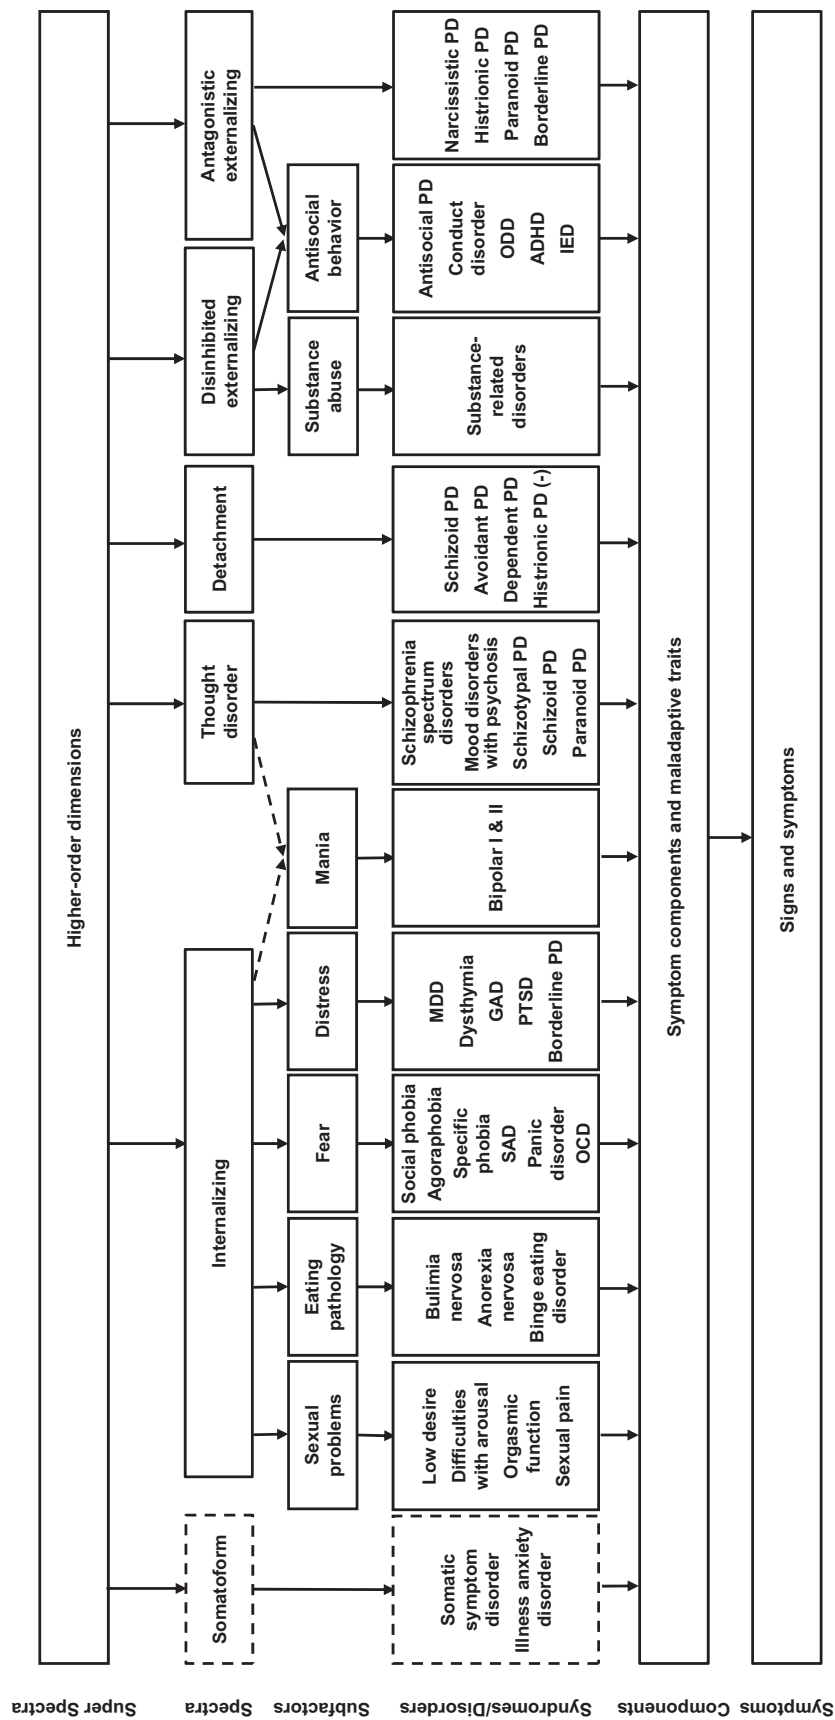 Super Spectra
Higher-order dimensions
Spectra
Somatoform
Internalizing
Thought
disorder
Detachment
Disinhibited
externalizing
Antagonistic
externalizing
Subfactors
Sexual
problems
Eating
pathology
Fear
Distress
Mania
Substance
abuse
Antisocial
behavior
Syndromes/Disorders
Somatic
symptom
disorder
Illness anxiety
disorder
Low desire
Difficulties
with arousal
Orgasmic
function
Sexual pain
Bulimia
nervosa
Anorexia
nervosa
Binge eating
disorder
Social phobia
Agoraphobia
Specific
phobia
SAD
Panic
disorder
OCD
MDD
Dysthymia
GAD
PTSD
Borderline PD
Bipolar I & II
Schizophrenia
spectrum
disorders
Mood disorders
with psychosis
Schizotypal PD
Schizoid PD
Paranoid PD
Schizoid PD
Avoidant PD
Dependent PD
Histrionic PD (-)
Substance-
related
disorders
Antisocial PD
Conduct
disorder
ODD
ADHD
IED
Narcissistic PD
Histrionic PD
Paranoid PD
Borderline PD
Components
Symptom components and maladaptive traits
Symptoms
Signs and symptoms